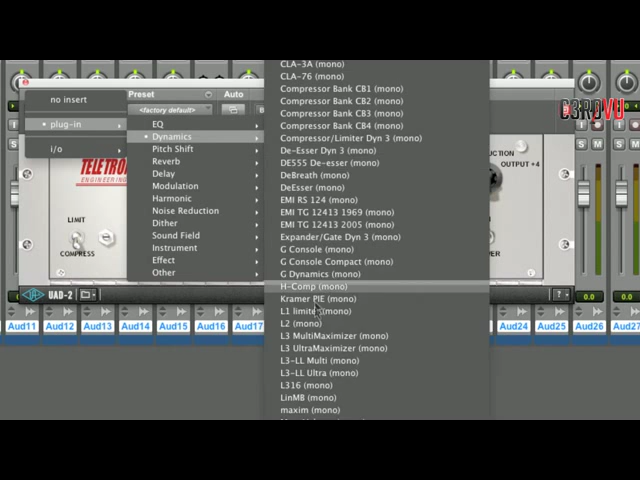 no insert
plug-in
i/o
Preset
Auto
<factory default>
EQ
Dynamics
Pitch Shift
Reverb
Delay
Modulation
Harmonic
Noise Reduction
Dither
Sound Field
Instrument
Effect
Other
CLA-3A (mono)
CLA-76 (mono)
Compressor Bank CB1 (mono)
Compressor Bank CB2 (mono)
Compressor Bank CB3 (mono)
Compressor Bank CB4 (mono)
Compressor/Limiter Dyn 3 (mono)
De-Esser Dyn 3 (mono)
DE555 De-esser (mono)
DeBreath (mono)
DeEsser (mono)
EMI RS 124 (mono)
EMI TG 12413 1969 (mono)
EMI TG 12413 2005 (mono)
Expander/Gate Dyn 3 (mono)
G Console (mono)
G Console Compact (mono)
G Dynamics (mono)
H-Comp (mono)
Kramer PIE (mono)
L1 limiter (mono)
L2 (mono)
L3 MultiMaximizer (mono)
L3 UltraMaximizer (mono)
L3-LL Multi (mono)
L3-LL Ultra (mono)
L316 (mono)
LinMB (mono)
maxim (mono)
TELETRON
ENGINEERING
LIMIT
COMPRESS
OUTPUT +4
UAD-2
Aud11
Aud12
Aud13
Aud14
Aud15
Aud16
Aud17
Aud24
Aud25
Aud26
Aud27